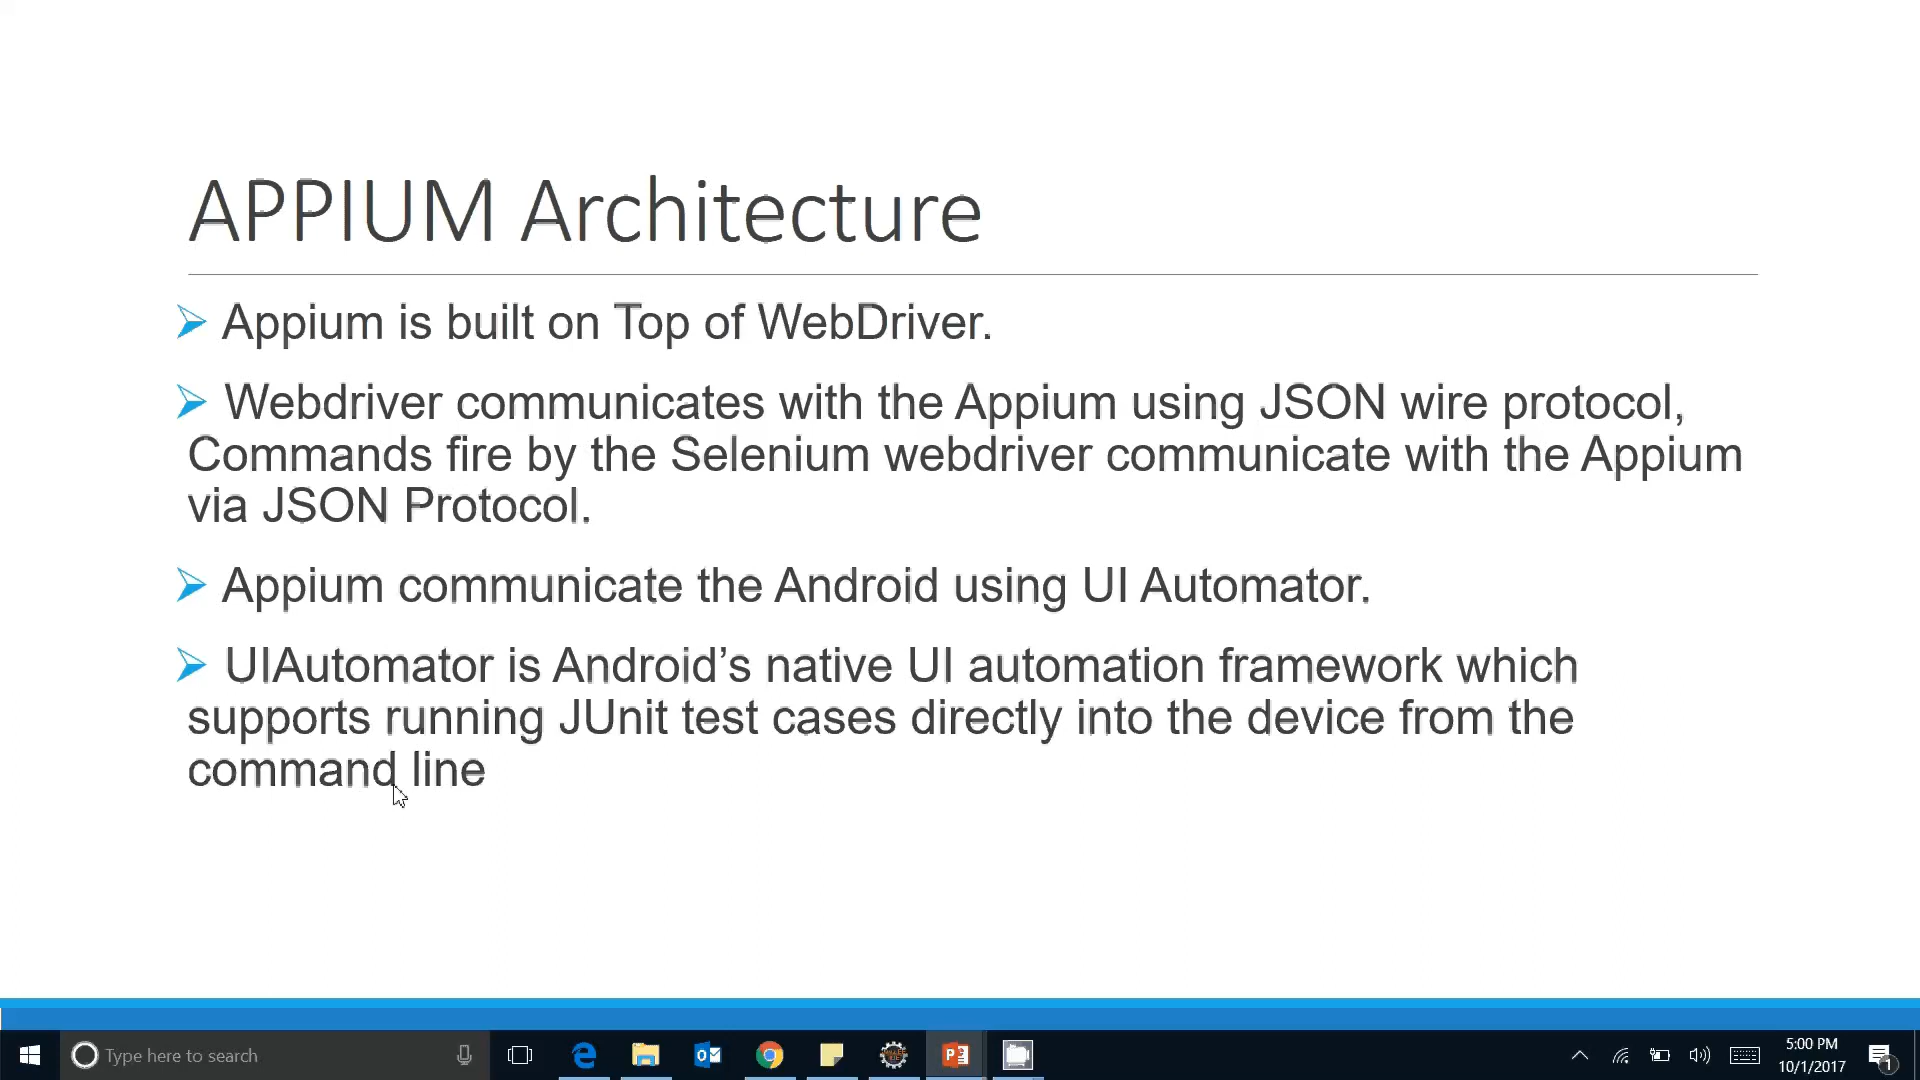 APPIUM Architecture
Appium is built on Top of WebDriver.
Webdriver communicates with the Appium using JSON wire protocol,
Commands fire by the Selenium webdriver communicate with the Appium
via JSON Protocol.
Appium communicate the Android using UI Automator.
UIAutomator is Android’s native UI automation framework which
supports running JUnit test cases directly into the device from the
command line
Type here to search
5:00 PM
10/1/2017
1